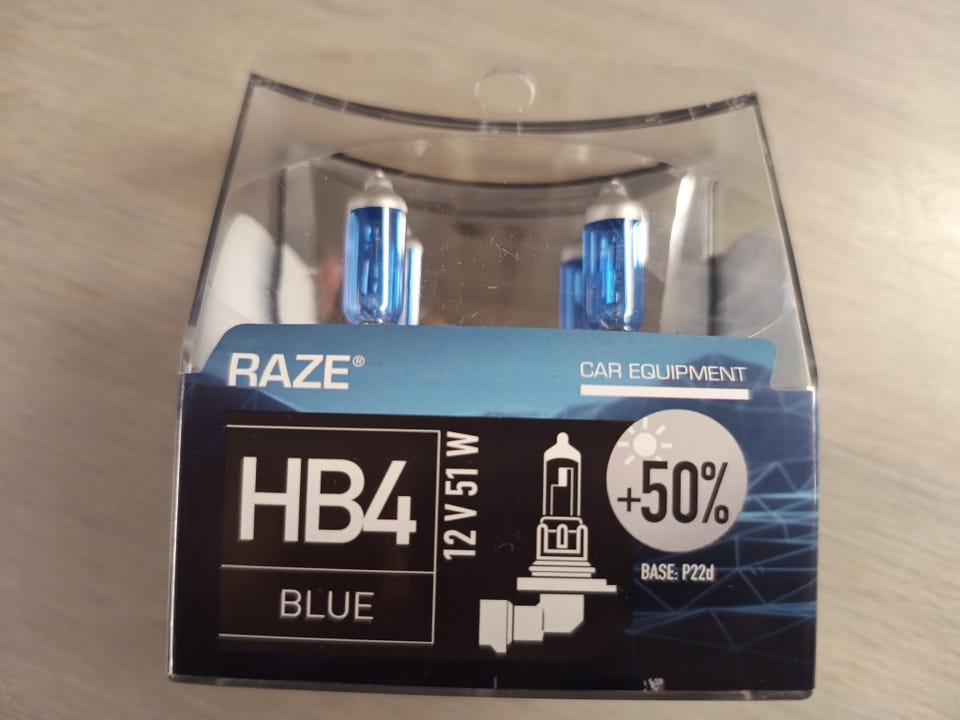 RAZE®
CAR EQUIPMENT
HB4
12 V 51 W
BLUE
+50%
BASE: P22d